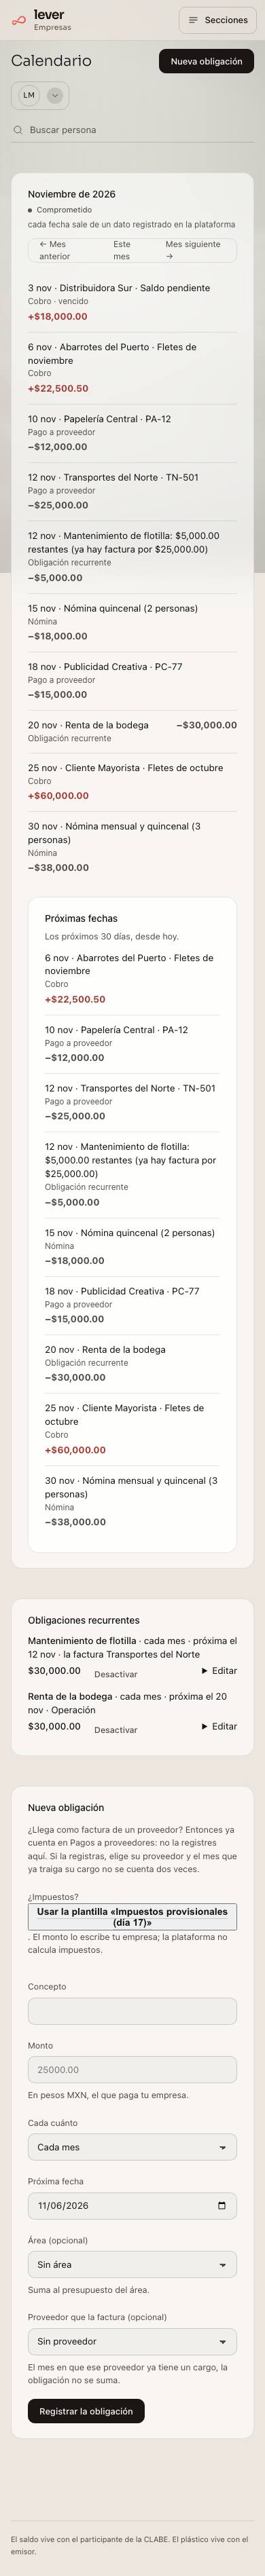 lever
Empresas
Secciones
Calendario
Nueva obligación
LM
Buscar persona
Noviembre de 2026
Comprometido
cada fecha sale de un dato registrado en la plataforma
← Mes
anterior
Este
mes
Mes siguiente
→
3 nov · Distribuidora Sur · Saldo pendiente
Cobro · vencido
+$18,000.00
6 nov · Abarrotes del Puerto · Fletes de
noviembre
Cobro
+$22,500.50
10 nov · Papelería Central · PA-12
Pago a proveedor
−$12,000.00
12 nov · Transportes del Norte · TN-501
Pago a proveedor
−$25,000.00
12 nov · Mantenimiento de flotilla: $5,000.00
restantes (ya hay factura por $25,000.00)
Obligación recurrente
−$5,000.00
15 nov · Nómina quincenal (2 personas)
Nómina
−$18,000.00
18 nov · Publicidad Creativa · PC-77
Pago a proveedor
−$15,000.00
20 nov · Renta de la bodega −$30,000.00
Obligación recurrente
25 nov · Cliente Mayorista · Fletes de octubre
Cobro
+$60,000.00
30 nov · Nómina mensual y quincenal (3
personas)
Nómina
−$38,000.00
Próximas fechas
Los próximos 30 días, desde hoy.
6 nov · Abarrotes del Puerto · Fletes de
noviembre
Cobro
+$22,500.50
10 nov · Papelería Central · PA-12
Pago a proveedor
−$12,000.00
12 nov · Transportes del Norte · TN-501
Pago a proveedor
−$25,000.00
12 nov · Mantenimiento de flotilla:
$5,000.00 restantes (ya hay factura por
$25,000.00)
Obligación recurrente
−$5,000.00
15 nov · Nómina quincenal (2 personas)
Nómina
−$18,000.00
18 nov · Publicidad Creativa · PC-77
Pago a proveedor
−$15,000.00
20 nov · Renta de la bodega
Obligación recurrente
−$30,000.00
25 nov · Cliente Mayorista · Fletes de
octubre
Cobro
+$60,000.00
30 nov · Nómina mensual y quincenal (3
personas)
Nómina
−$38,000.00
Obligaciones recurrentes
Mantenimiento de flotilla · cada mes · próxima el
12 nov · la factura Transportes del Norte
$30,000.00 Desactivar ▶ Editar
Renta de la bodega · cada mes · próxima el 20
nov · Operación
$30,000.00 Desactivar ▶ Editar
Nueva obligación
¿Llega como factura de un proveedor? Entonces ya
cuenta en Pagos a proveedores: no la registres
aquí. Si la registras, elige su proveedor y el mes que
ya traiga su cargo no se cuenta dos veces.
¿Impuestos?
Usar la plantilla «Impuestos provisionales
(día 17)»
. El monto lo escribe tu empresa; la plataforma no
calcula impuestos.
Concepto
Monto
25000.00
En pesos MXN, el que paga tu empresa.
Cada cuánto
Cada mes
Próxima fecha
11/06/2026
Área (opcional)
Sin área
Suma al presupuesto del área.
Proveedor que la factura (opcional)
Sin proveedor
El mes en que ese proveedor ya tiene un cargo, la
obligación no se suma.
Registrar la obligación
El saldo vive con el participante de la CLABE. El plástico vive con el
emisor.